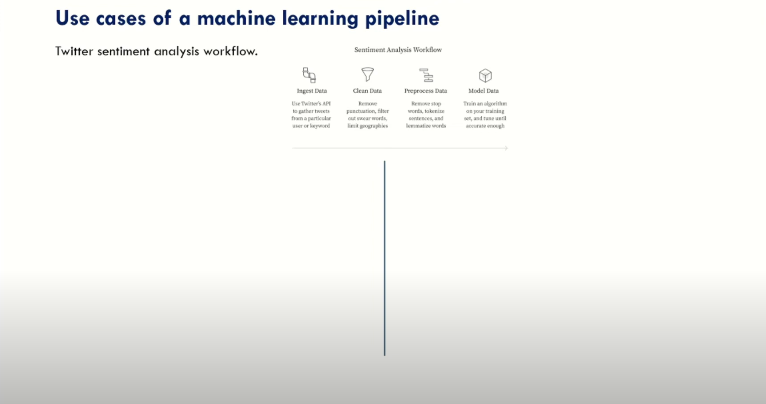 Use cases of a machine learning pipeline
Twitter sentiment analysis workflow.
Sentiment Analysis Workflow
Ingest Data
Use Twitter's API
to gather tweets
from a particular
user or keyword
Clean Data
Remove
punctuation, filter
out swear words,
limit geographies
Preprocess Data
Remove stop
words, tokenize
sentences, and
lemmatize words
Model Data
Train an algorithm
on your training
set, and tune until
accurate enough